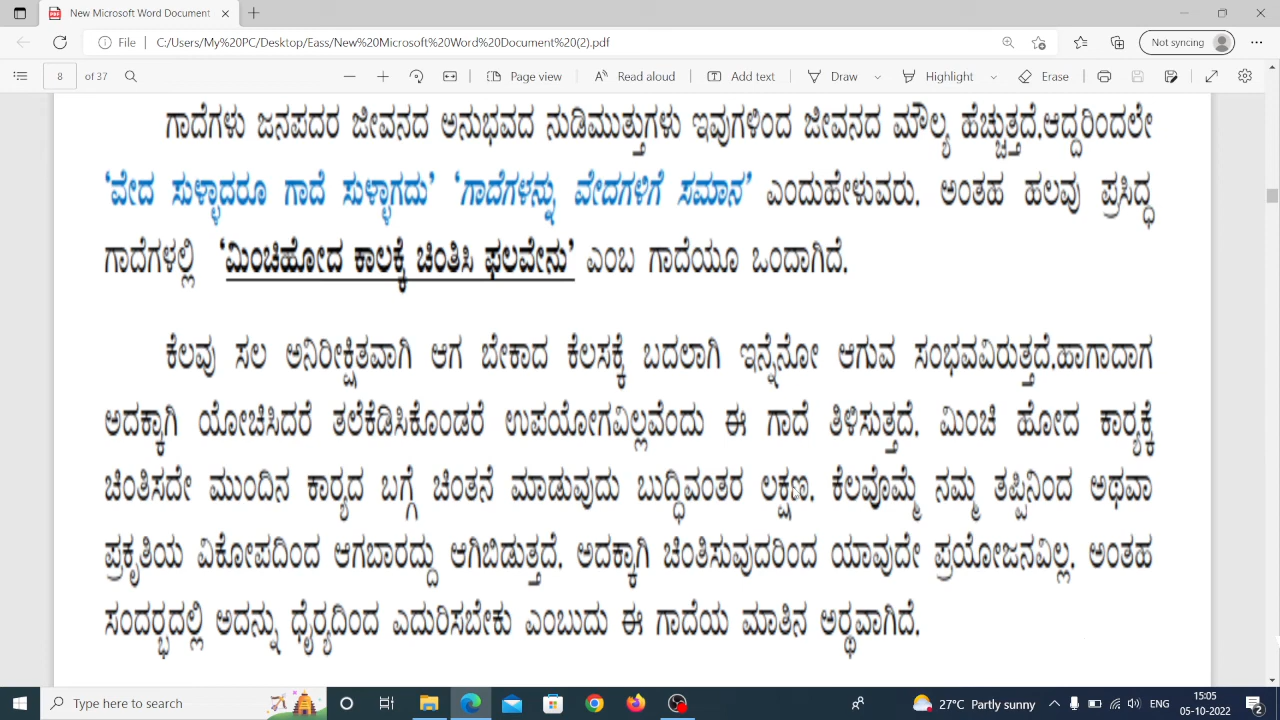 New Microsoft Word Document
File | C:/Users/My%20PC/Desktop/Eass/New%20Microsoft%20Word%20Document%20(2).pdf
Not syncing
8 of 37
Page view
Read aloud
Add text
Draw
Highlight
Erase
ಗಾದೆಗಳು ಜನಪದರ ಜೀವನದ ಅನುಭವದ ನುಡಿಮುತ್ತುಗಳು ಇವುಗಳಿಂದ ಜೀವನದ ಮೌಲ್ಯ ಹೆಚ್ಚುತ್ತದೆ.ಆದ್ದರಿಂದಲೇ
‘ವೇದ ಸುಳ್ಳಾದರೂ ಗಾದೆ ಸುಳ್ಳಾಗದು’ ‘ಗಾದೆಗಳನ್ನು ವೇದಗಳಿಗೆ ಸಮಾನ’ ಎಂದುಹೇಳುವರು. ಅಂತಹ ಹಲವು ಪ್ರಸಿದ್ಧ
ಗಾದೆಗಳಲ್ಲಿ ‘ಮಿಂಚಿಹೋದ ಕಾಲಕ್ಕೆ ಚಿಂತಿಸಿ ಫಲವೇನು’ ಎಂಬ ಗಾದೆಯೂ ಒಂದಾಗಿದೆ.
ಕೆಲವು ಸಲ ಅನಿರೀಕ್ಷಿತವಾಗಿ ಆಗ ಬೇಕಾದ ಕೆಲಸಕ್ಕೆ ಬದಲಾಗಿ ಇನ್ನೆನೋ ಆಗುವ ಸಂಭವವಿರುತ್ತದೆ.ಹಾಗಾದಾಗ
ಅದಕ್ಕಾಗಿ ಯೋಚಿಸಿದರೆ ತಲೆಕೆಡಿಸಿಕೊಂಡರೆ ಉಪಯೋಗವಿಲ್ಲವೆಂದು ಈ ಗಾದೆ ತಿಳಿಸುತ್ತದೆ. ಮಿಂಚಿ ಹೋದ ಕಾರ‍್ಯಕ್ಕೆ
ಚಿಂತಿಸದೇ ಮುಂದಿನ ಕಾರ‍್ಯದ ಬಗ್ಗೆ ಚಿಂತನೆ ಮಾಡುವುದು ಬುದ್ಧಿವಂತರ ಲಕ್ಷಣ. ಕೆಲವೊಮ್ಮೆ ನಮ್ಮ ತಪ್ಪಿನಿಂದ ಅಥವಾ
ಪ್ರಕೃತಿಯ ವಿಕೋಪದಿಂದ ಆಗಬಾರದ್ದು ಆಗಿಬಿಡುತ್ತದೆ. ಅದಕ್ಕಾಗಿ ಚಿಂತಿಸುವುದರಿಂದ ಯಾವುದೇ ಪ್ರಯೋಜನವಿಲ್ಲ. ಅಂತಹ
ಸಂದರ‍್ಭದಲ್ಲಿ ಅದನ್ನು ಧೈರ‍್ಯದಿಂದ ಎದುರಿಸಬೇಕು ಎಂಬುದು ಈ ಗಾದೆಯ ಮಾತಿನ ಅರ‍್ಥವಾಗಿದೆ.
Type here to search
27°C Partly sunny
ENG
15:05
05-10-2022
2